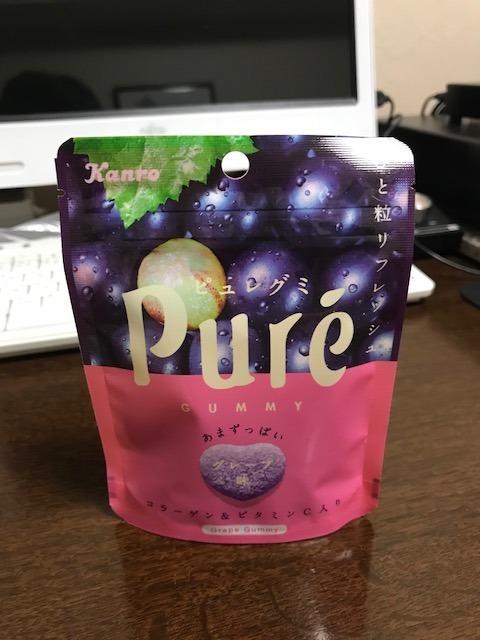 Kanro
ひと粒リフレッシュ
ピュレグミ
Puré
GUMMY
あまずっぱい
グレープ
味
コラーゲン&ビタミンC入り
Grape Gummy